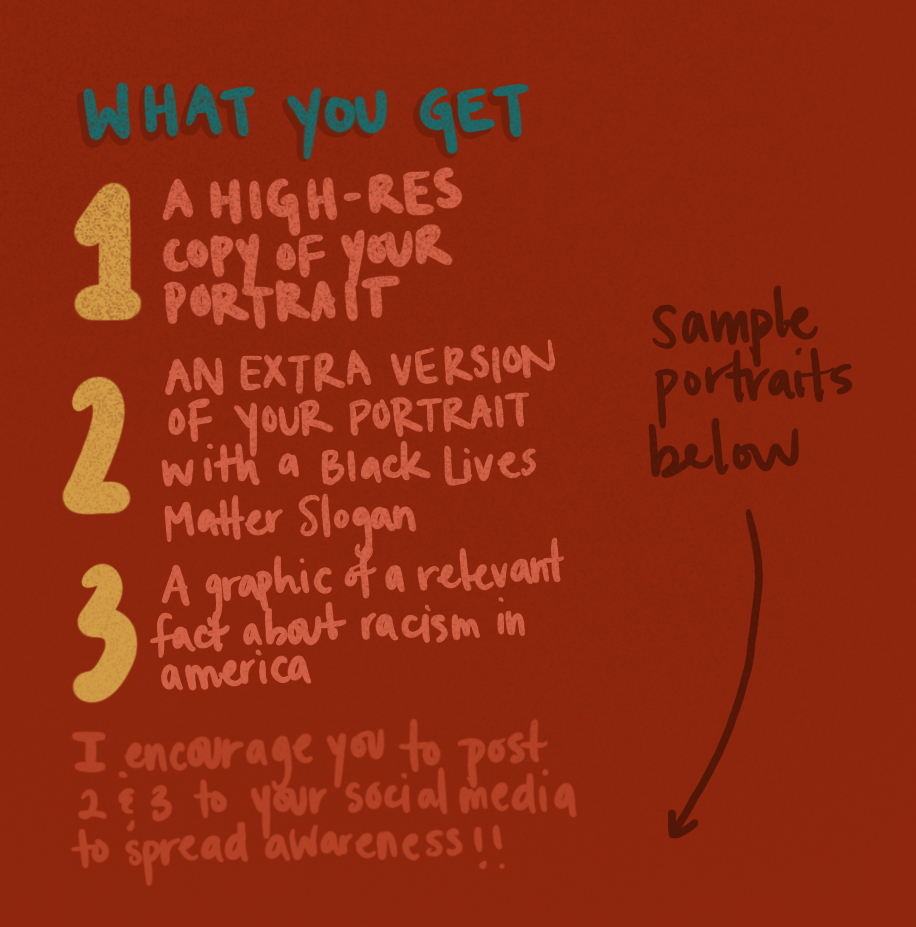 WHAT YOU GET
1
A HIGH-RES
COPY OF YOUR
PORTRAIT
2
AN EXTRA VERSION
OF YOUR PORTRAIT
with a Black Lives
Matter Slogan
3
A graphic of a relevant
fact about racism in
america
I encourage you to post
2 & 3 to your social media
to spread awareness!!
Sample
portraits
below